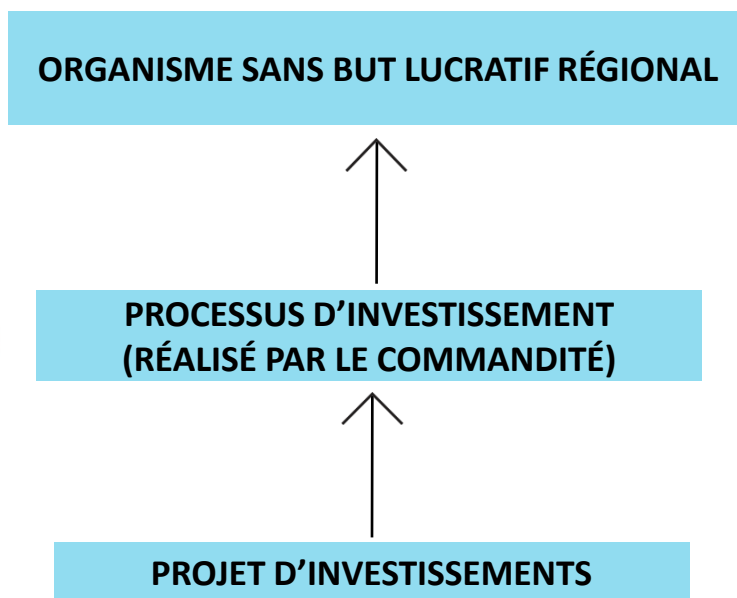 ORGANISME SANS BUT LUCRATIF RÉGIONAL
PROCESSUS D’INVESTISSEMENT
(RÉALISÉ PAR LE COMMANDITÉ)
PROJET D’INVESTISSEMENTS